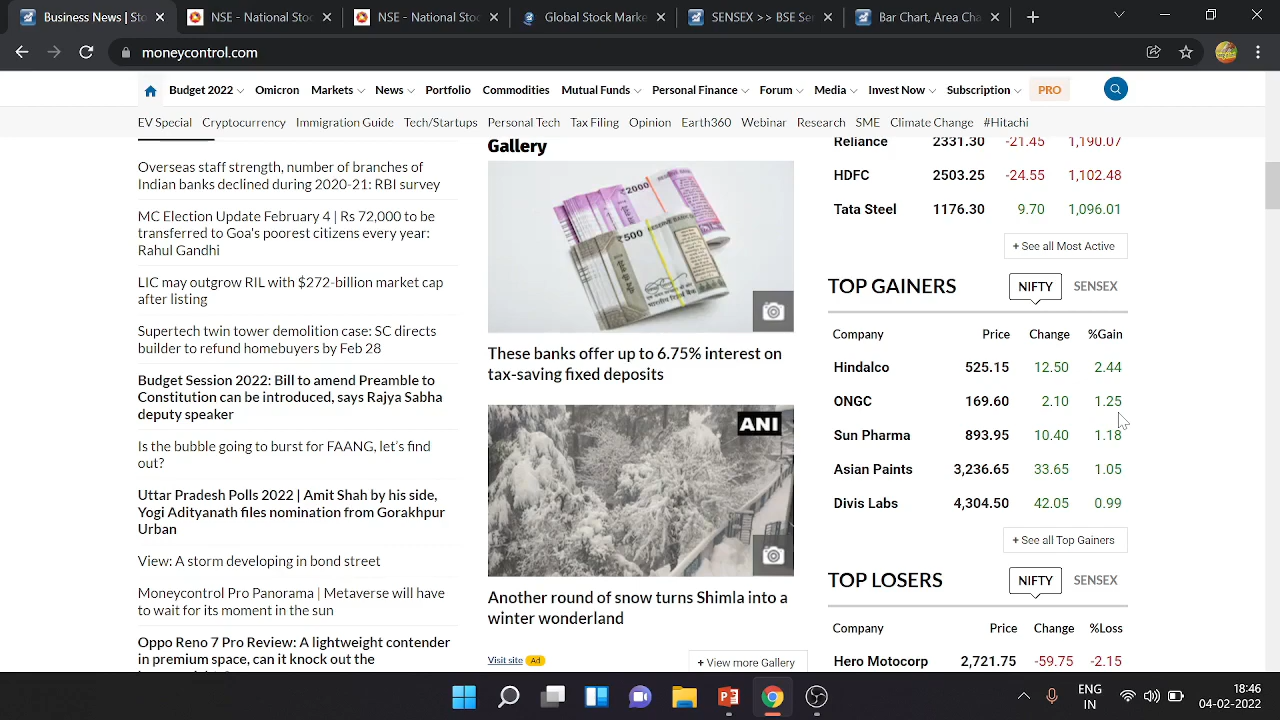 Business News |
NSE - National Stoc
NSE - National Stoc
Global Stock Marke
SENSEX >> BSE Sen
Bar Chart, Area Cha
moneycontrol.com
Budget 2022 Omicron Markets News Portfolio Commodities Mutual Funds Personal Finance Forum Media Invest Now Subscription PRO
EV Special Cryptocurrency Immigration Guide Tech/Startups Personal Tech Tax Filing Opinion Earth360 Webinar Research SME Climate Change #Hitachi
Overseas staff strength, number of branches of
Indian banks declined during 2020-21: RBI survey
MC Election Update February 4 | Rs 72,000 to be
transferred to Goa's poorest citizens every year:
Rahul Gandhi
LIC may outgrow RIL with $272-billion market cap
after listing
Supertech twin tower demolition case: SC directs
builder to refund homebuyers by Feb 28
Budget Session 2022: Bill to amend Preamble to
Constitution can be introduced, says Rajya Sabha
deputy speaker
Is the bubble going to burst for FAANG, let's find
out?
Uttar Pradesh Polls 2022 | Amit Shah by his side,
Yogi Adityanath files nomination from Gorakhpur
Urban
View: A storm developing in bond street
Moneycontrol Pro Panorama | Metaverse will have
to wait for its moment in the sun
Oppo Reno 7 Pro Review: A lightweight contender
in premium space, can it knock out the
Gallery
₹2000
₹500
These banks offer up to 6.75% interest on
tax-saving fixed deposits
ANI
Another round of snow turns Shimla into a
winter wonderland
Visit site Ad
+ View more Gallery
Reliance 2331.30 -21.45 1,190.07
HDFC 2503.25 -24.55 1,102.48
Tata Steel 1176.30 9.70 1,096.01
+ See all Most Active
TOP GAINERS NIFTY SENSEX
Company Price Change %Gain
Hindalco 525.15 12.50 2.44
ONGC 169.60 2.10 1.25
Sun Pharma 893.95 10.40 1.18
Asian Paints 3,236.65 33.65 1.05
Divis Labs 4,304.50 42.05 0.99
+ See all Top Gainers
TOP LOSERS NIFTY SENSEX
Company Price Change %Loss
Hero Motocorp 2,721.75 -59.75 -2.15
ENG
IN
18:46
04-02-2022